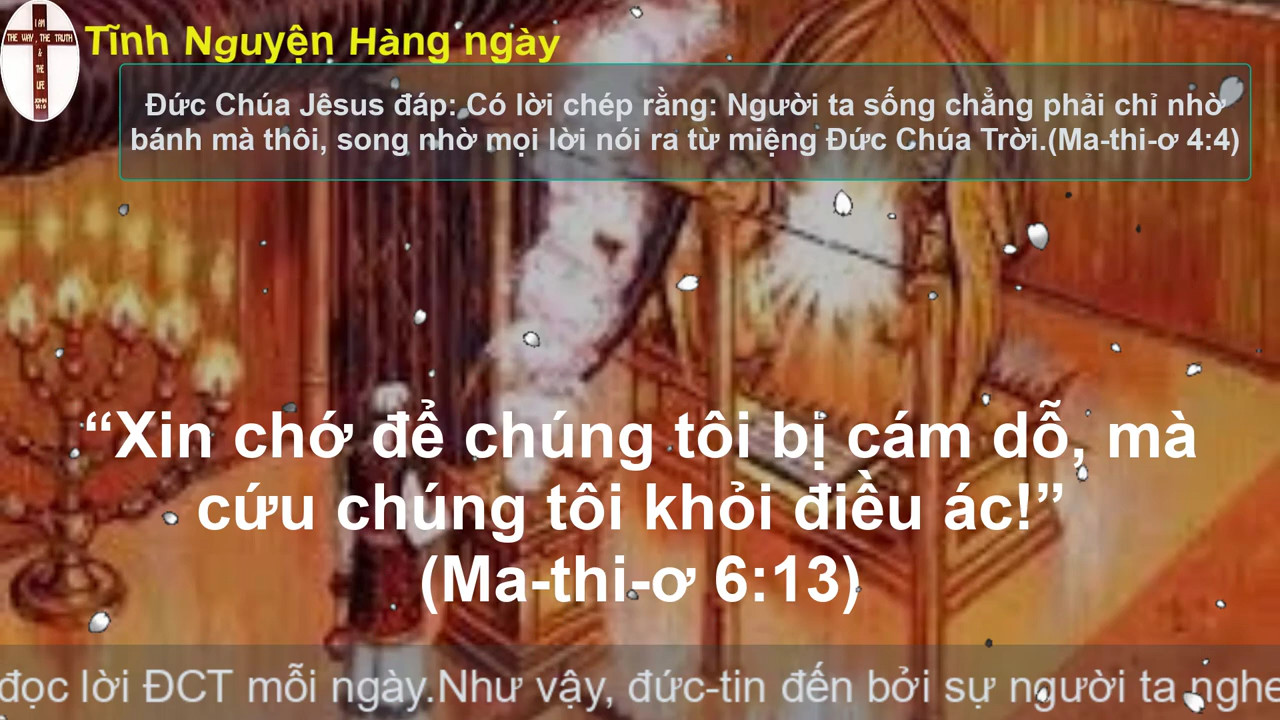 I AM
THE WAY, THE TRUTH
&
THE
LIFE
JOHN
14:6
Tĩnh Nguyện Hàng ngày
Đức Chúa Jêsus đáp: Có lời chép rằng: Người ta sống chẳng phải chỉ nhờ
bánh mà thôi, song nhờ mọi lời nói ra từ miệng Đức Chúa Trời.(Ma-thi-ơ 4:4)
“Xin chớ để chúng tôi bị cám dỗ, mà
cứu chúng tôi khỏi điều ác!”
(Ma-thi-ơ 6:13)
đọc lời ĐCT mỗi ngày.Như vậy, đức-tin đến bởi sự người ta nghe